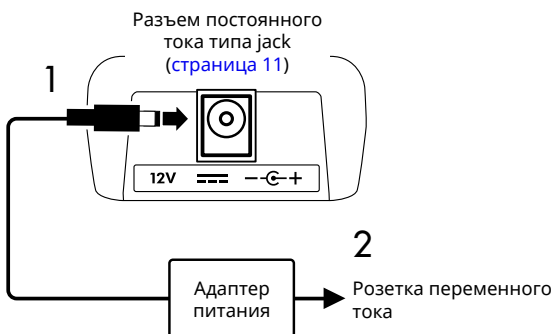 Разъем постоянного
тока типа jack
(страница 11)
1
12V
− +
2
Адаптер
питания
Розетка переменного
тока